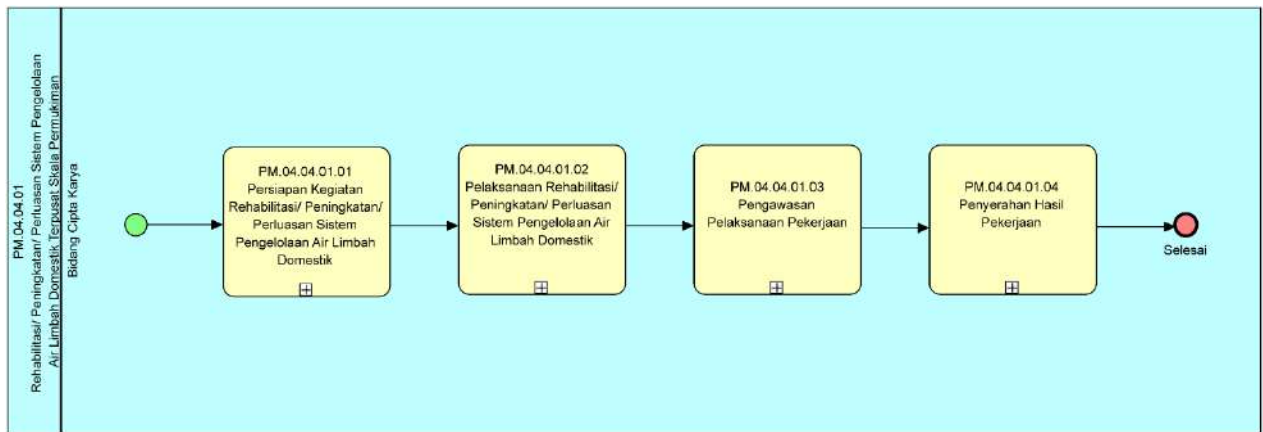 PM.04.04.01
Rehabilitasi/ Peningkatan/ Perluasan Sistem Pengelolaan
Air Limbah Domestik Terpusat Skala Permukiman
Bidang Cipta Karya
PM.04.04.01.01
Persiapan Kegiatan
Rehabilitasi/ Peningkatan/
Perluasan Sistem
Pengelolaan Air Limbah
Domestik
PM.04.04.01.02
Pelaksanaan Rehabilitasi/
Peningkatan/ Perluasan
Sistem Pengelolaan Air
Limbah Domestik
PM.04.04.01.03
Pengawasan
Pelaksanaan Pekerjaan
PM.04.04.01.04
Penyerahan Hasil
Pekerjaan
Selesai